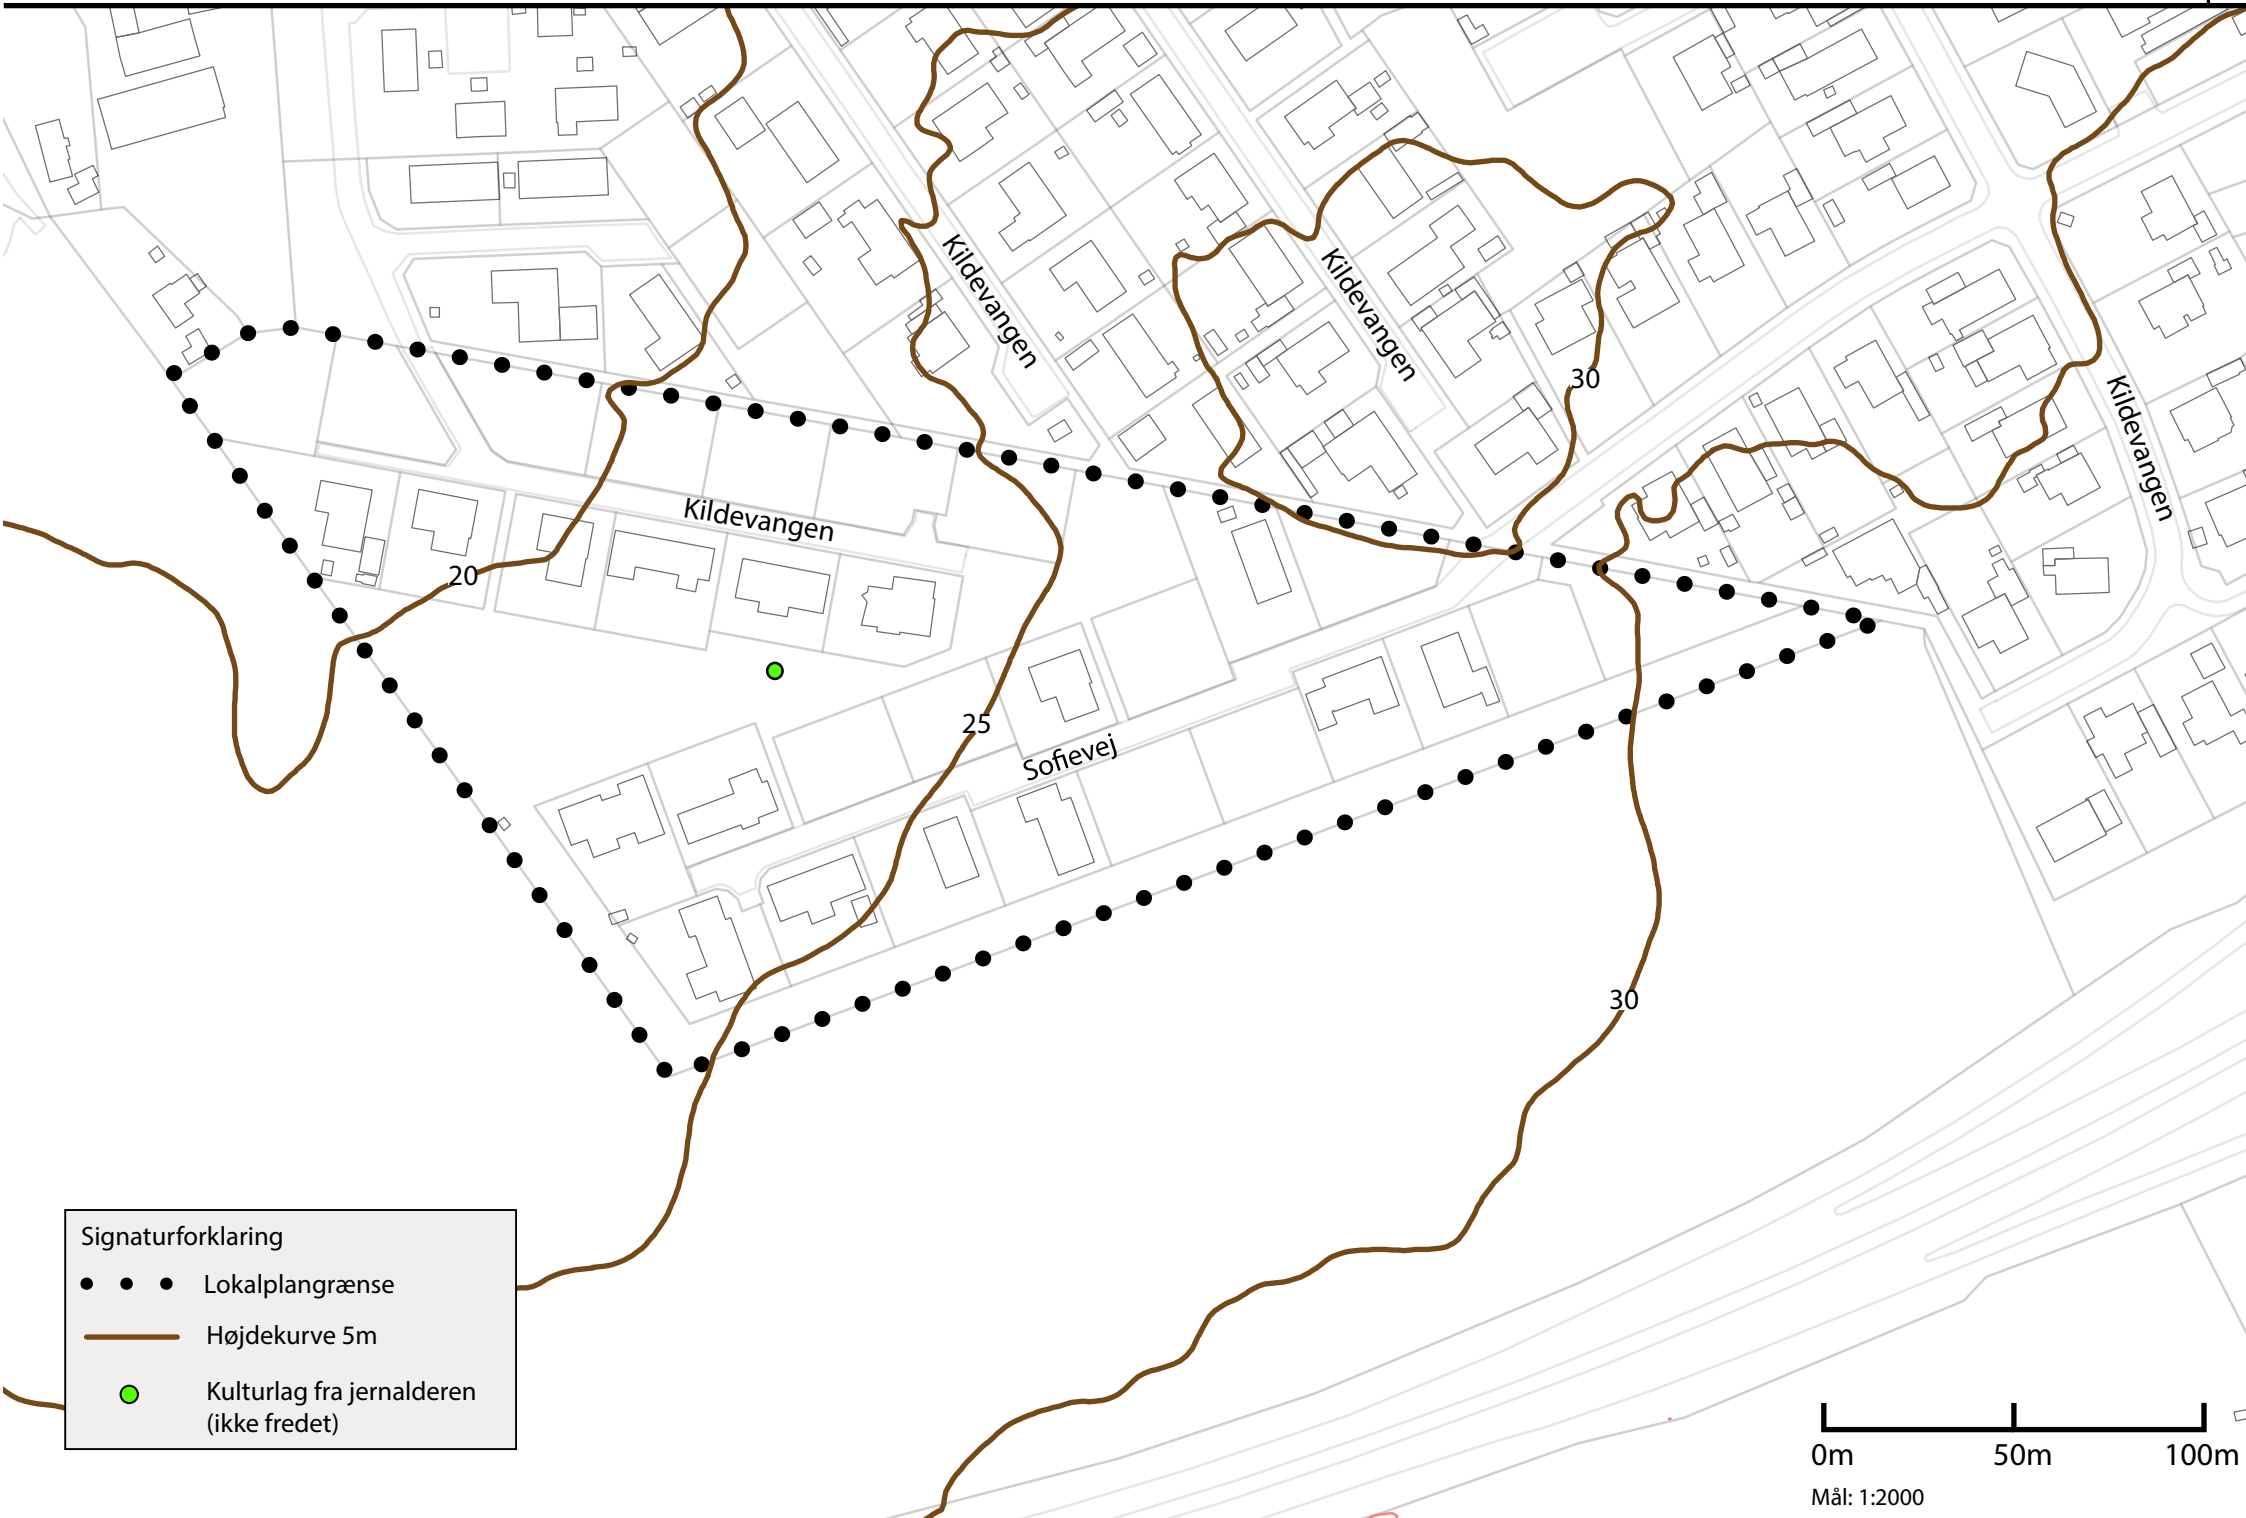 Kildevangen
Kildevangen
30
Kildevangen
Kildevangen
20
25
Sofievej
30
Signaturforklaring
Lokalplangrænse
Højdekurve 5m
Kulturlag fra jernalderen
(ikke fredet)
0m 50m 100m
Mål: 1:2000